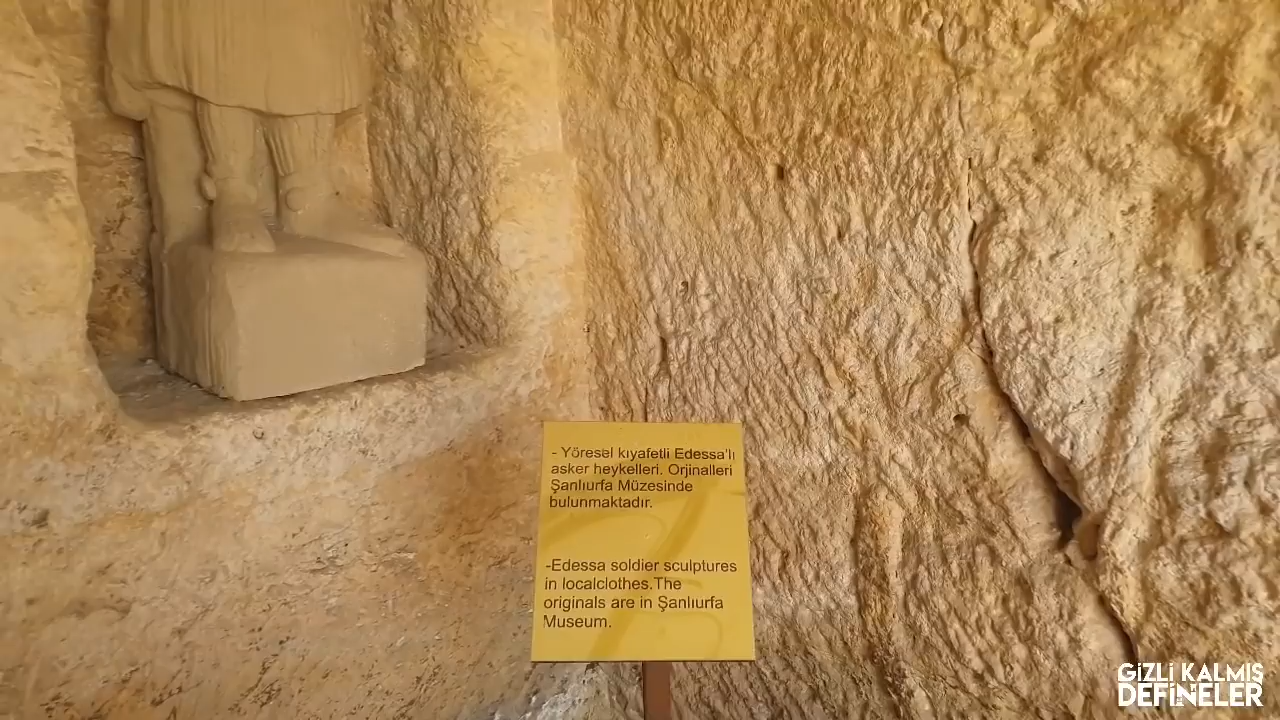 - Yöresel kıyafetli Edessa'lı
asker heykelleri. Orjinalleri
Şanlıurfa Müzesinde
bulunmaktadır.
-Edessa soldier sculptures
in localclothes.The
originals are in Şanlıurfa
Museum.
GİZLİ KALMIŞ
DEFİNELER